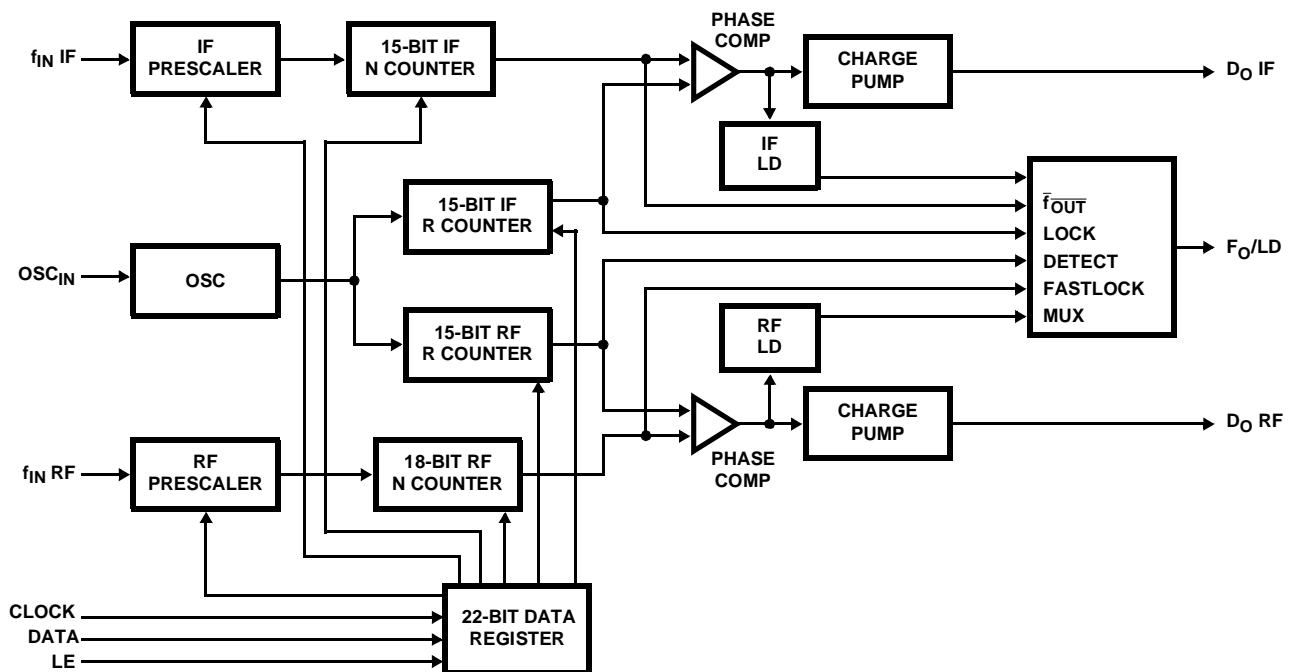 f_IN IF
IF
PRESCALER
15-BIT IF
N COUNTER
PHASE
COMP
CHARGE
PUMP
D_O IF
IF
LD
15-BIT IF
R COUNTER
f̅_OUT
LOCK
DETECT
FASTLOCK
MUX
F_O/LD
OSC_IN
OSC
15-BIT RF
R COUNTER
RF
LD
f_IN RF
RF
PRESCALER
18-BIT RF
N COUNTER
PHASE
COMP
CHARGE
PUMP
D_O RF
CLOCK
DATA
LE
22-BIT DATA
REGISTER